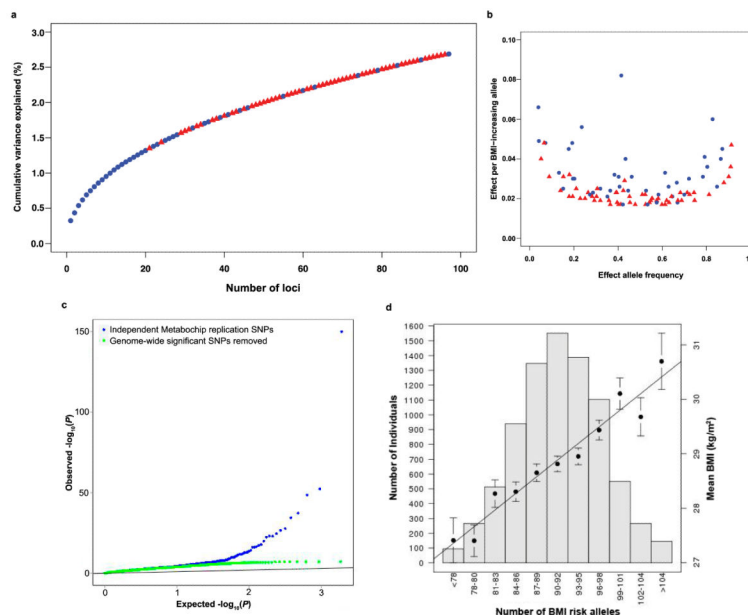 a
3.0
2.5
2.0
1.5
1.0
0.5
0.0
Cumulative variance explained (%)
0 20 40 60 80 100
Number of loci
b
0.10
0.08
0.06
0.04
0.02
0.00
Effect per BMI−increasing allele
0.0 0.2 0.4 0.6 0.8
Effect allele frequency
c
Independent Metabochip replication SNPs
Genome-wide significant SNPs removed
150
100
50
0
Observed -log10(P)
0 1 2 3
Expected -log10(P)
d
1600
1500
1400
1300
1200
1100
1000
900
800
700
600
500
400
300
200
100
0
Number of Individuals
31
30
29
28
27
Mean BMI (kg/m²)
<78
78-80
81-83
84-86
87-89
90-92
93-95
96-98
99-101
102-104
>104
Number of BMI risk alleles